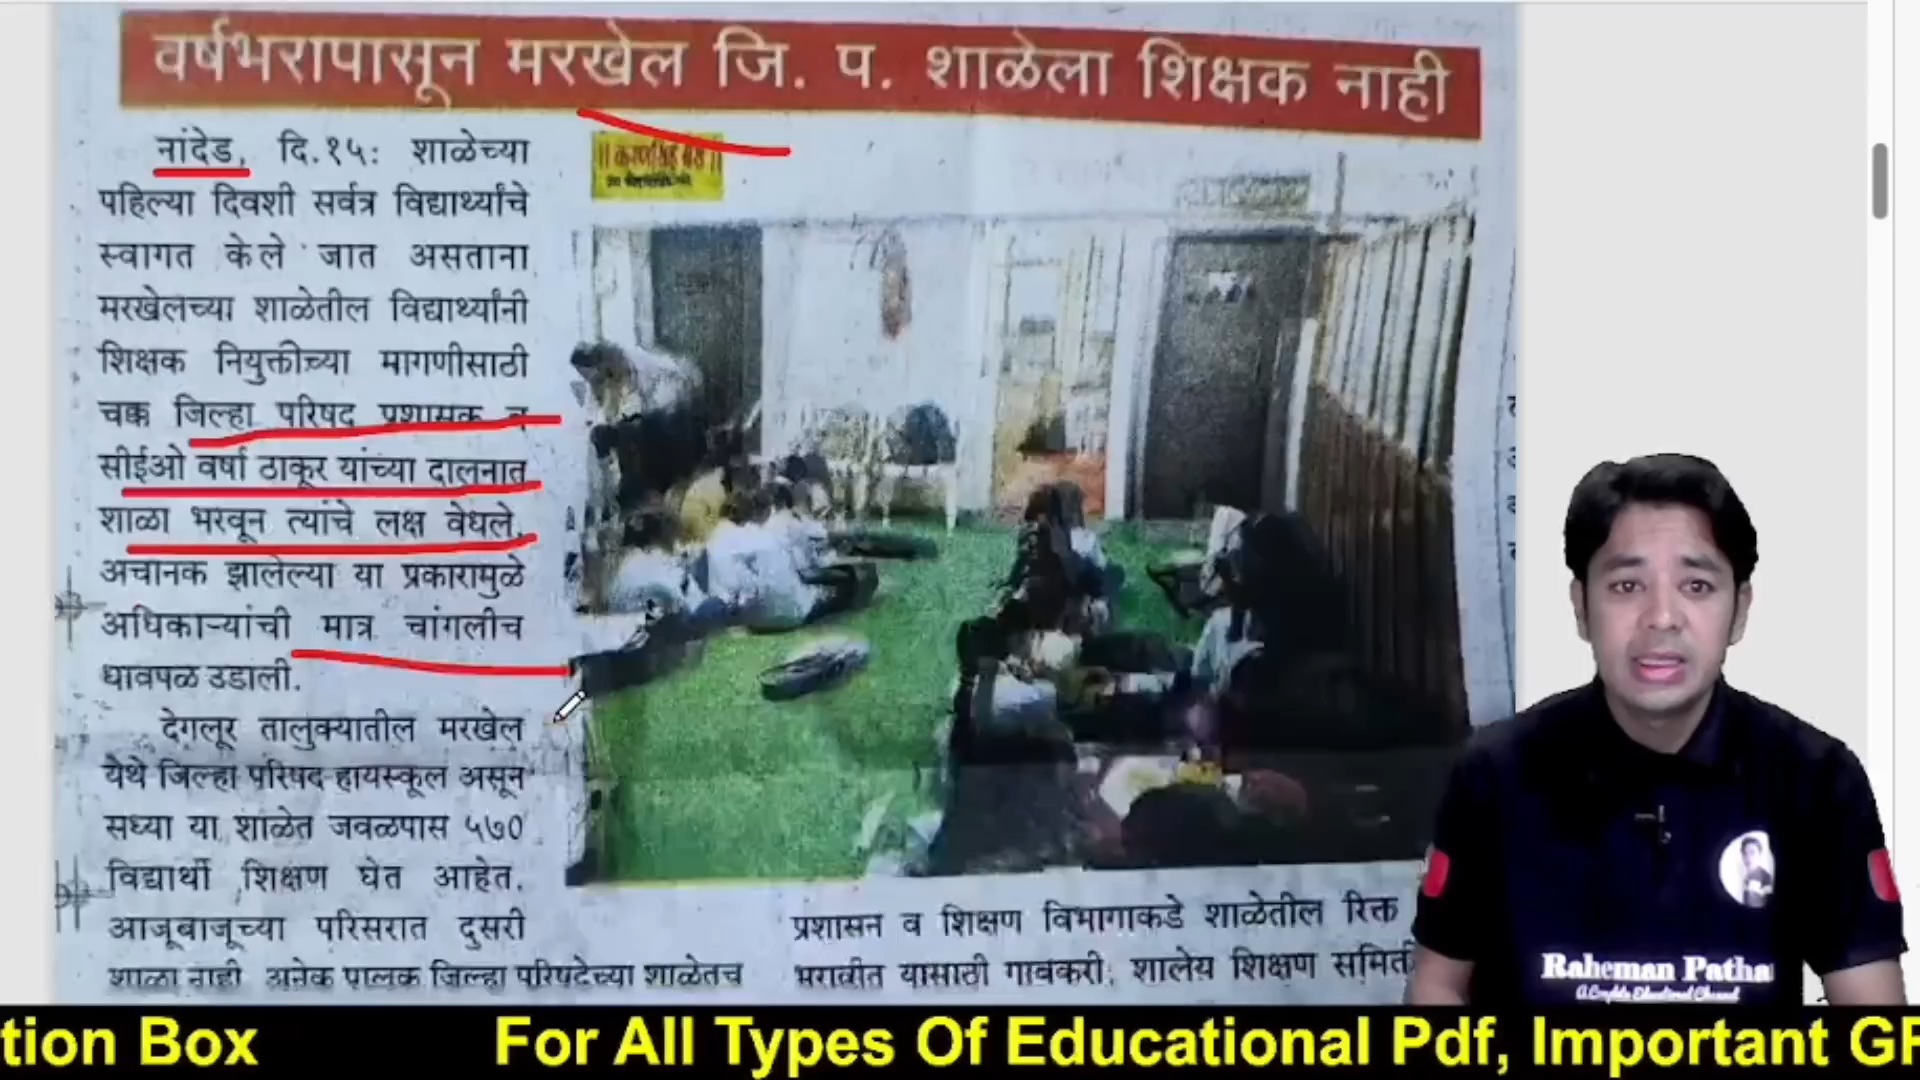 वर्षभरापासून मरखेल जि. प. शाळेला शिक्षक नाही
नांदेड, दि.१५: शाळेच्या
पहिल्या दिवशी सर्वत्र विद्यार्थ्यांचे
स्वागत केले जात असताना
मरखेलच्या शाळेतील विद्यार्थ्यांनी
शिक्षक नियुक्तीच्या मागणीसाठी
चक्क जिल्हा परिषद प्रशासक व
सीईओ वर्षा ठाकूर यांच्या दालनात
शाळा भरवून त्यांचे लक्ष वेधले.
अचानक झालेल्या या प्रकारामुळे
अधिकाऱ्यांची मात्र चांगलीच
धावपळ उडाली.
देगलूर तालुक्यातील मरखेल
येथे जिल्हा परिषद हायस्कूल असून
सध्या या शाळेत जवळपास ५७०
विद्यार्थी शिक्षण घेत आहेत.
आजूबाजूच्या परिसरात दुसरी
शाळा नाही. अनेक पालक जिल्हा परिषदेच्या शाळेतच
प्रशासन व शिक्षण विभागाकडे शाळेतील रिक्त
भरावीत यासाठी गावकरी, शालेय शिक्षण समिती
Raheman Patha
A Complete Educational Channel
tion Box For All Types Of Educational Pdf, Important GR